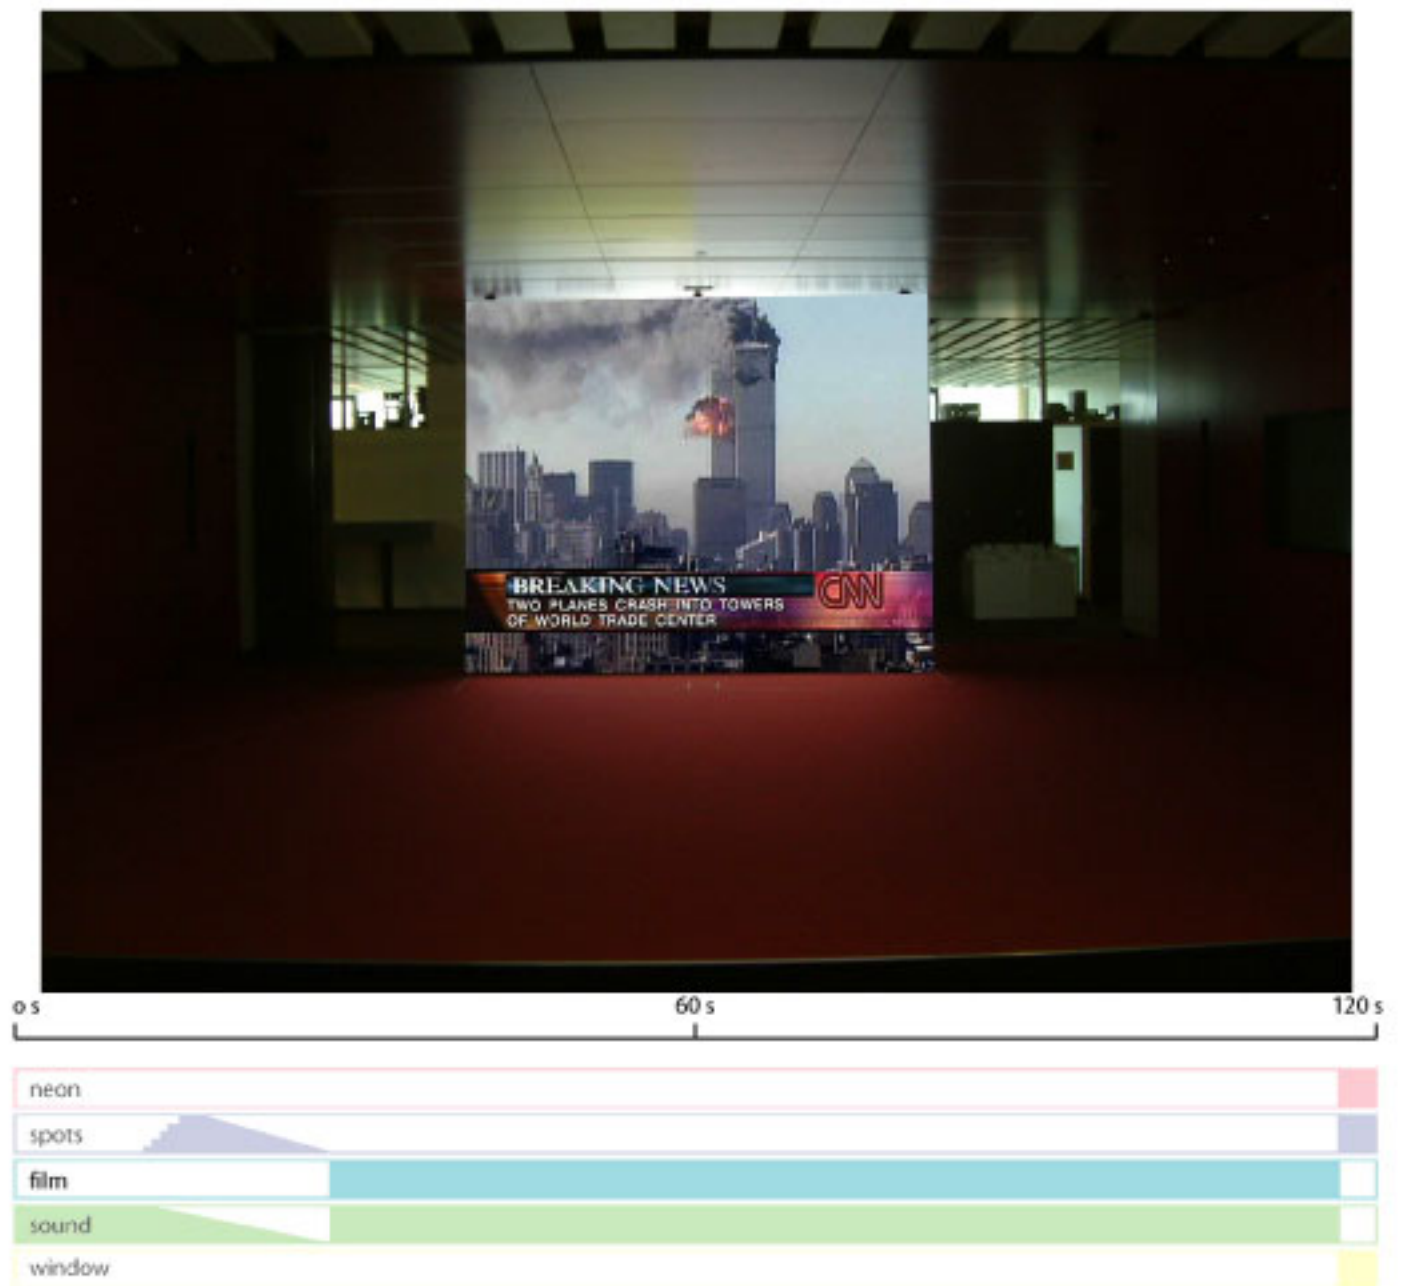 BREAKING NEWS
CNN
TWO PLANES CRASH INTO TOWERS
OF WORLD TRADE CENTER
0 s
60 s
120 s
neon
spots
film
sound
window